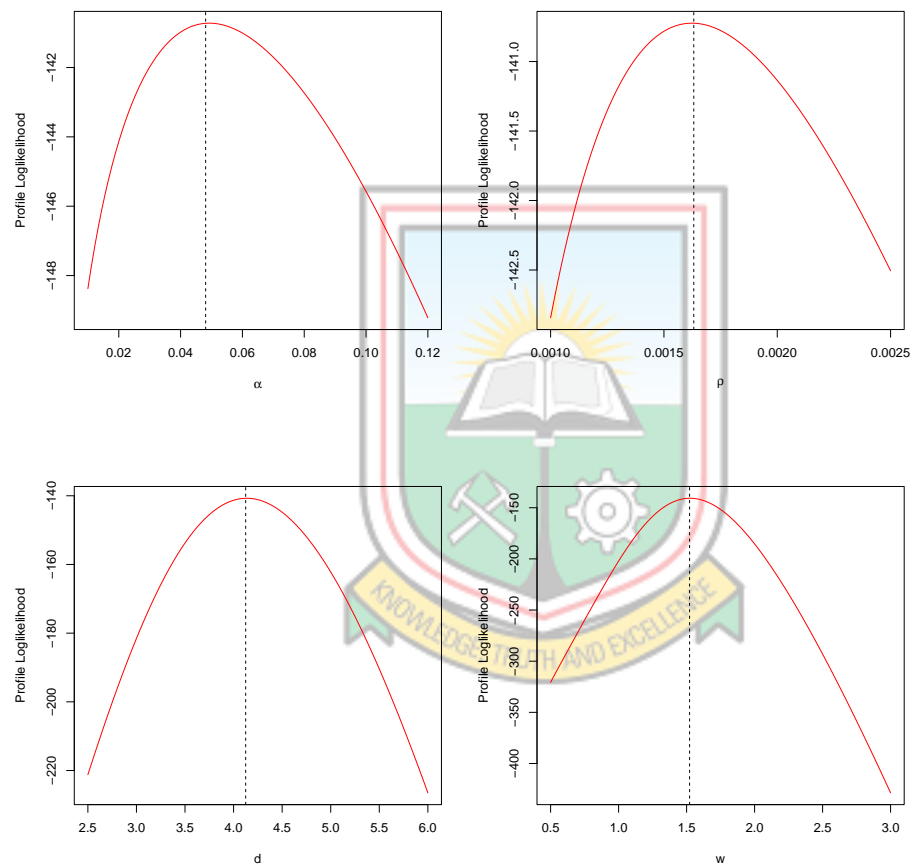 Profile Loglikelihood
−142
−144
−146
−148
0.02 0.04 0.06 0.08 0.10 0.12
α
Profile Loglikelihood
−141.0
−141.5
−142.0
−142.5
0.0010 0.0015 0.0020 0.0025
ρ
Profile Loglikelihood
−140
−160
−180
−200
−220
2.5 3.0 3.5 4.0 4.5 5.0 5.5 6.0
d
Profile Loglikelihood
−150
−200
−250
−300
−350
−400
0.5 1.0 1.5 2.0 2.5 3.0
w
KNOWLEDGE, TRUTH AND EXCELLENCE